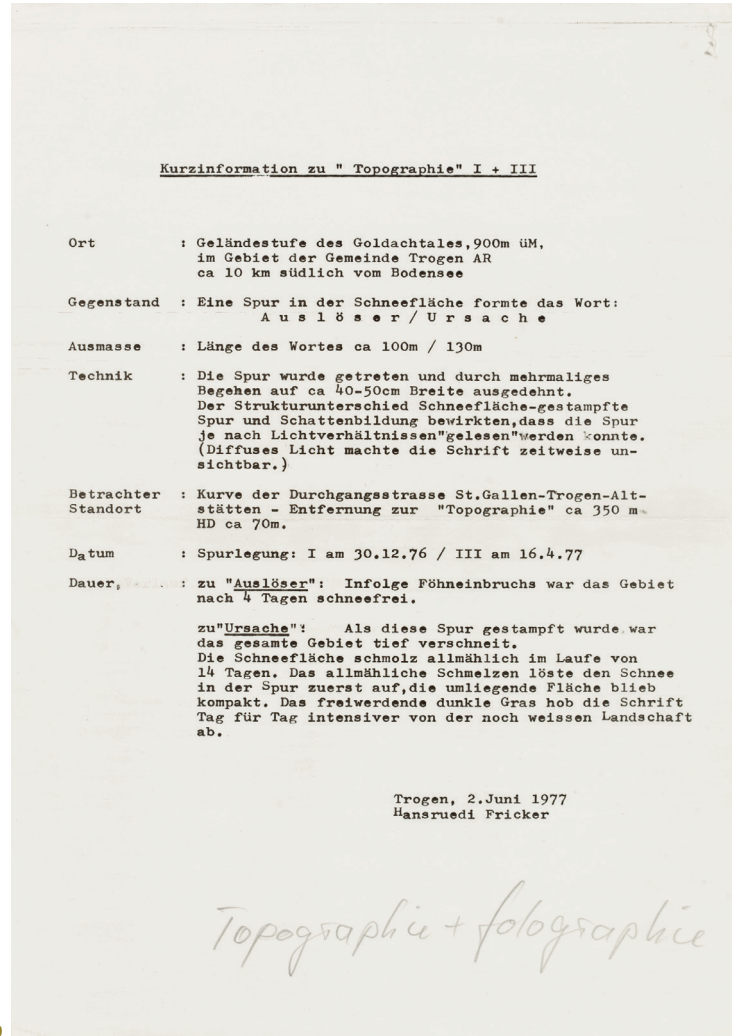 Kurzinformation zu " Topographie" I + III
Ort : Geländestufe des Goldachtales,900m üM,
im Gebiet der Gemeinde Trogen AR
ca 10 km südlich vom Bodensee
Gegenstand : Eine Spur in der Schneefläche formte das Wort:
A u s l ö s e r / U r s a c h e
Ausmasse : Länge des Wortes ca 100m / 130m
Technik : Die Spur wurde getreten und durch mehrmaliges
Begehen auf ca 40-50cm Breite ausgedehnt.
Der Strukturunterschied Schneefläche-gestampfte
Spur und Schattenbildung bewirkten,dass die Spur
je nach Lichtverhältnissen"gelesen"werden konnte.
(Diffuses Licht machte die Schrift zeitweise un-
sichtbar.)
Betrachter : Kurve der Durchgangsstrasse St.Gallen-Trogen-Alt-
Standort stätten - Entfernung zur "Topographie" ca 350 m
HD ca 70m.
Datum : Spurlegung: I am 30.12.76 / III am 16.4.77
Dauer, : zu "Auslöser": Infolge Föhneinbruchs war das Gebiet
nach 4 Tagen schneefrei.
zu"Ursache": Als diese Spur gestampft wurde war
das gesamte Gebiet tief verschneit.
Die Schneefläche schmolz allmählich im Laufe von
14 Tagen. Das allmähliche Schmelzen löste den Schnee
in der Spur zuerst auf,die umliegende Fläche blieb
kompakt. Das freiwerdende dunkle Gras hob die Schrift
Tag für Tag intensiver von der noch weissen Landschaft
ab.
Trogen, 2.Juni 1977
Hansruedi Fricker
Topographie + fotographie